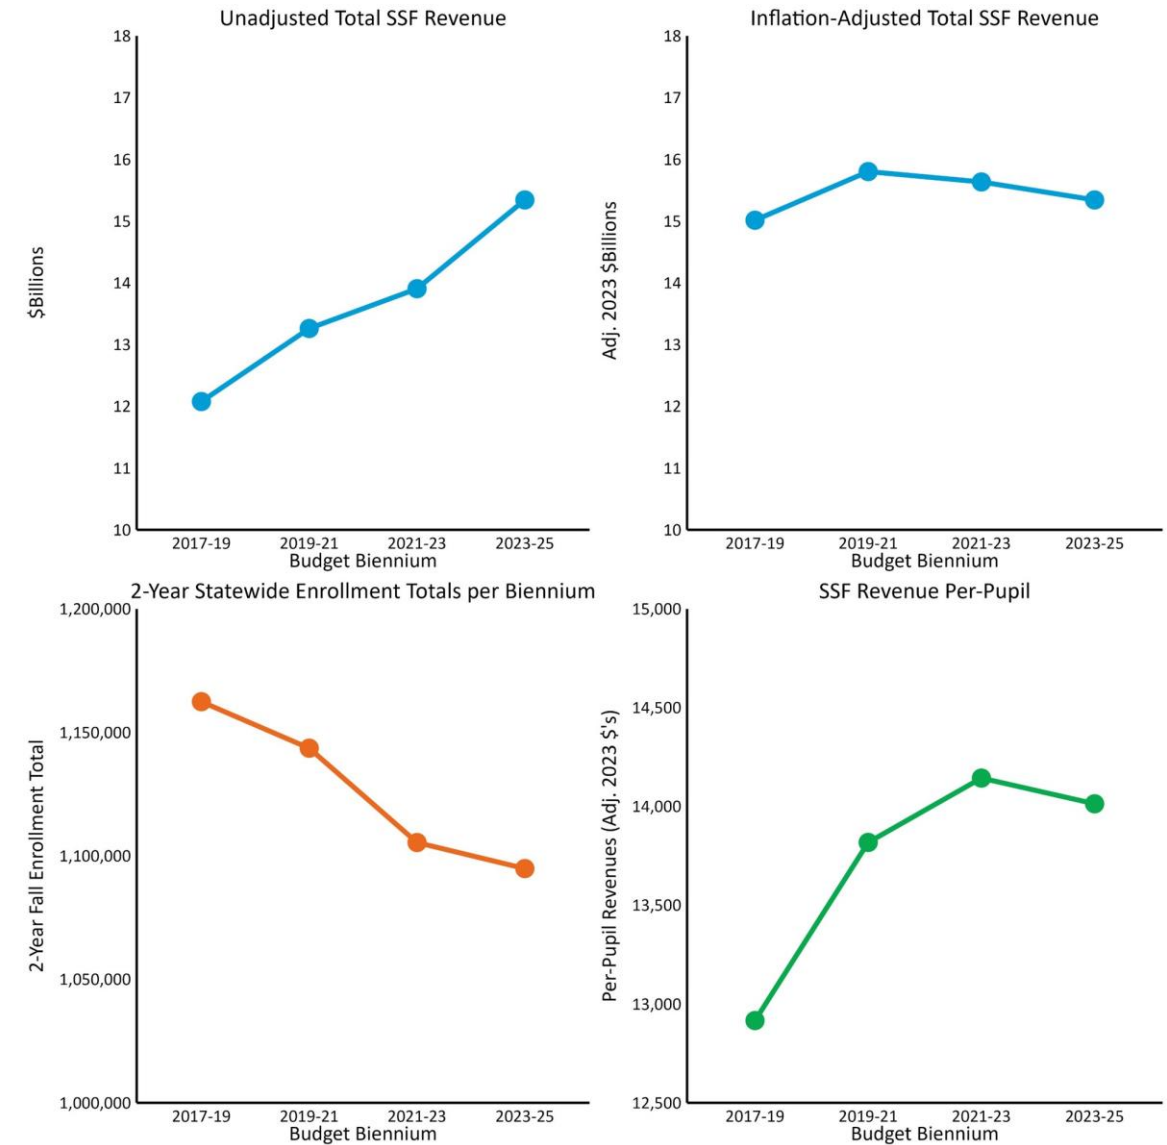 Unadjusted Total SSF Revenue
$Billions
18
17
16
15
14
13
12
11
10
2017-19 2019-21 2021-23 2023-25
Budget Biennium
Inflation-Adjusted Total SSF Revenue
Adj. 2023 $Billions
18
17
16
15
14
13
12
11
10
2017-19 2019-21 2021-23 2023-25
Budget Biennium
2-Year Statewide Enrollment Totals per Biennium
2-Year Fall Enrollment Total
1,200,000
1,150,000
1,100,000
1,050,000
1,000,000
2017-19 2019-21 2021-23 2023-25
Budget Biennium
SSF Revenue Per-Pupil
Per-Pupil Revenues (Adj. 2023 $'s)
15,000
14,500
14,000
13,500
13,000
12,500
2017-19 2019-21 2021-23 2023-25
Budget Biennium